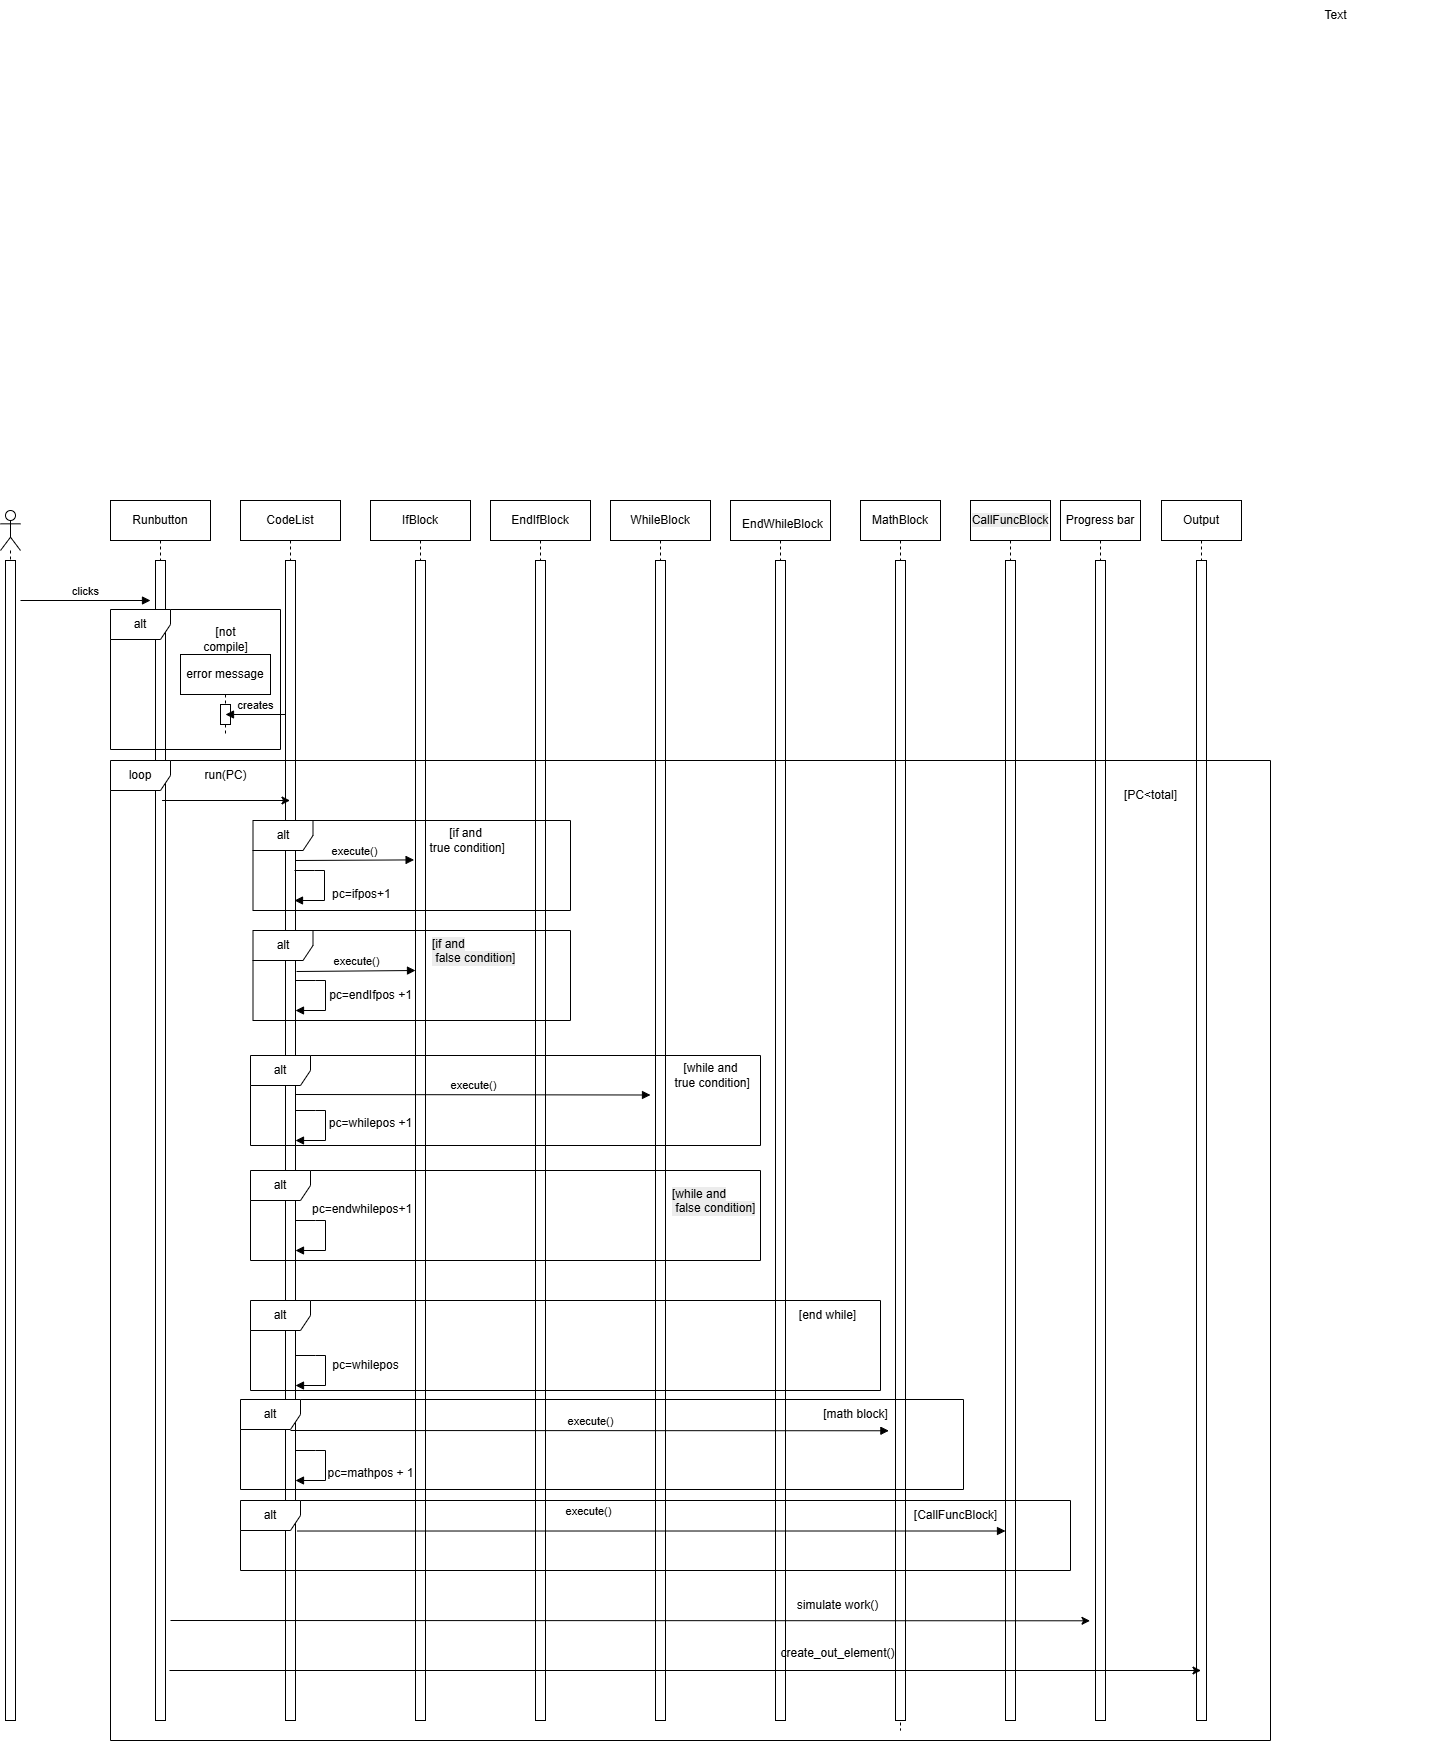 Text
Runbutton
CodeList
IfBlock
EndIfBlock
WhileBlock
EndWhileBlock
MathBlock
CallFuncBlock
Progress bar
Output
clicks
alt
[not
compile]
error message
creates
loop
run(PC)
[PC<total]
alt
[if and
true condition]
execute()
pc=ifpos+1
alt
[if and
false condition]
execute()
pc=endIfpos +1
alt
[while and
true condition]
execute()
pc=whilepos +1
alt
[while and
false condition]
pc=endwhilepos+1
alt
[end while]
pc=whilepos
alt
[math block]
execute()
pc=mathpos + 1
alt
execute()
[CallFuncBlock]
simulate work()
create_out_element()